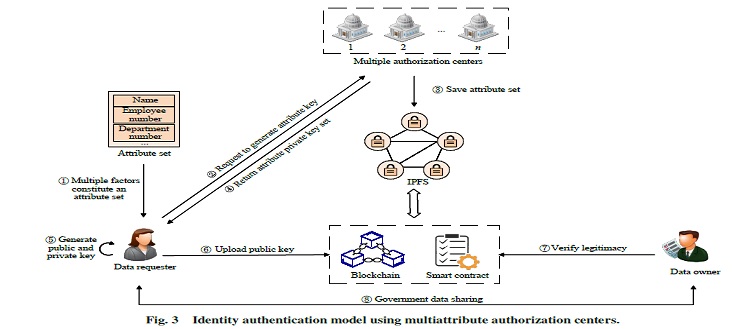 1 2 ... n
Multiple authorization centers
③ Save attribute set
Name
Employee
number
Department
number
...
Attribute set
② Request to generate attribute key
④ Return attribute private key set
① Multiple factors
constitute an
attribute set
IPFS
⑤ Generate
public and
private key
Data requester
⑥ Upload public key
Blockchain
Smart contract
⑦ Verify legitimacy
Data owner
⑧ Government data sharing
Fig. 3 Identity authentication model using multiattribute authorization centers.